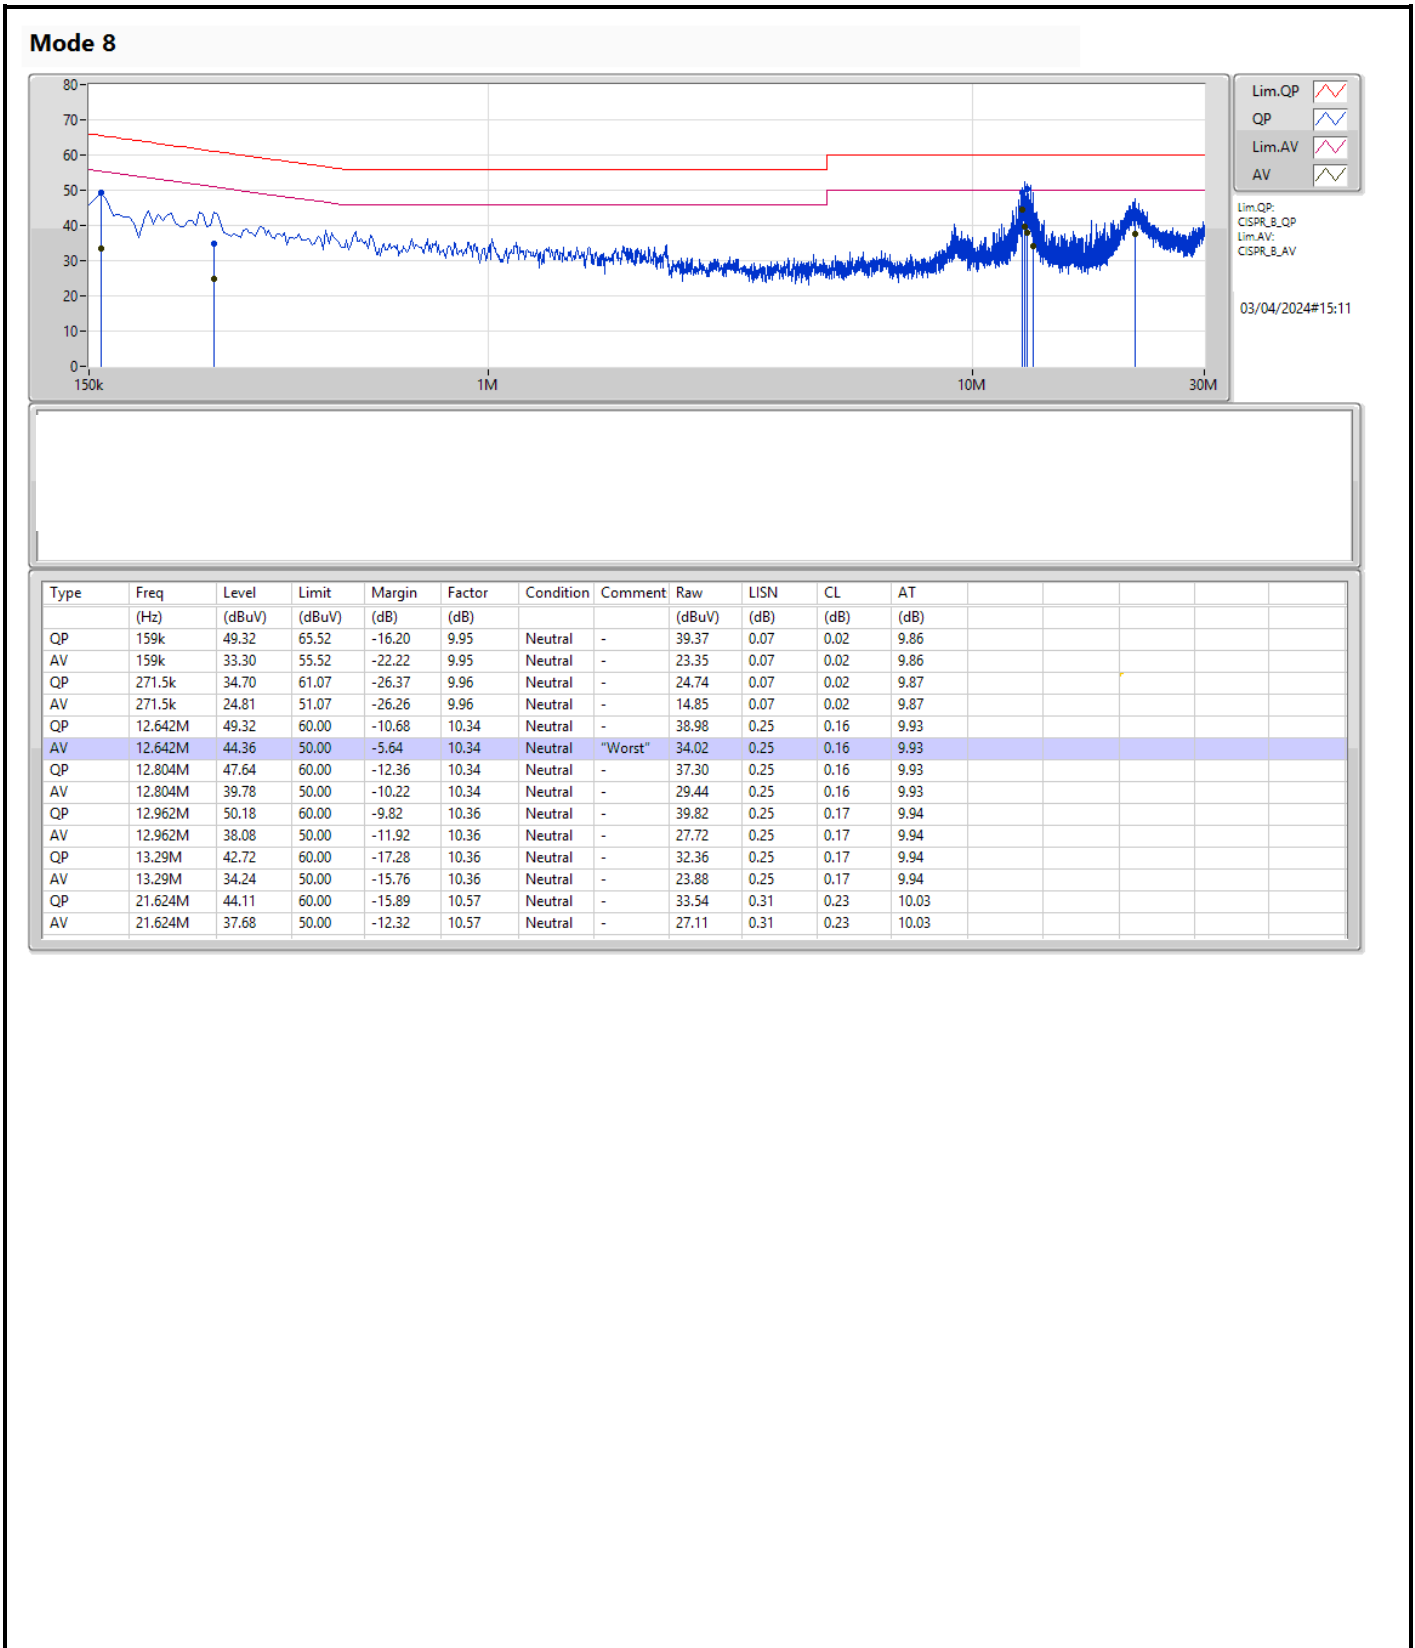 Mode 8
80
70
60
50
40
30
20
10
0
150k 1M 10M 30M
Lim.QP
QP
Lim.AV
AV
Lim.QP:
CISPR_B_QP
Lim.AV:
CISPR_B_AV
03/04/2024#15:11
Type Freq Level Limit Margin Factor Condition Comment Raw LISN CL AT
(Hz) (dBuV) (dBuV) (dB) (dB) (dBuV) (dB) (dB) (dB)
QP 159k 49.32 65.52 -16.20 9.95 Neutral - 39.37 0.07 0.02 9.86
AV 159k 33.30 55.52 -22.22 9.95 Neutral - 23.35 0.07 0.02 9.86
QP 271.5k 34.70 61.07 -26.37 9.96 Neutral - 24.74 0.07 0.02 9.87
AV 271.5k 24.81 51.07 -26.26 9.96 Neutral - 14.85 0.07 0.02 9.87
QP 12.642M 49.32 60.00 -10.68 10.34 Neutral - 38.98 0.25 0.16 9.93
AV 12.642M 44.36 50.00 -5.64 10.34 Neutral "Worst" 34.02 0.25 0.16 9.93
QP 12.804M 47.64 60.00 -12.36 10.34 Neutral - 37.30 0.25 0.16 9.93
AV 12.804M 39.78 50.00 -10.22 10.34 Neutral - 29.44 0.25 0.16 9.93
QP 12.962M 50.18 60.00 -9.82 10.36 Neutral - 39.82 0.25 0.17 9.94
AV 12.962M 38.08 50.00 -11.92 10.36 Neutral - 27.72 0.25 0.17 9.94
QP 13.29M 42.72 60.00 -17.28 10.36 Neutral - 32.36 0.25 0.17 9.94
AV 13.29M 34.24 50.00 -15.76 10.36 Neutral - 23.88 0.25 0.17 9.94
QP 21.624M 44.11 60.00 -15.89 10.57 Neutral - 33.54 0.31 0.23 10.03
AV 21.624M 37.68 50.00 -12.32 10.57 Neutral - 27.11 0.31 0.23 10.03